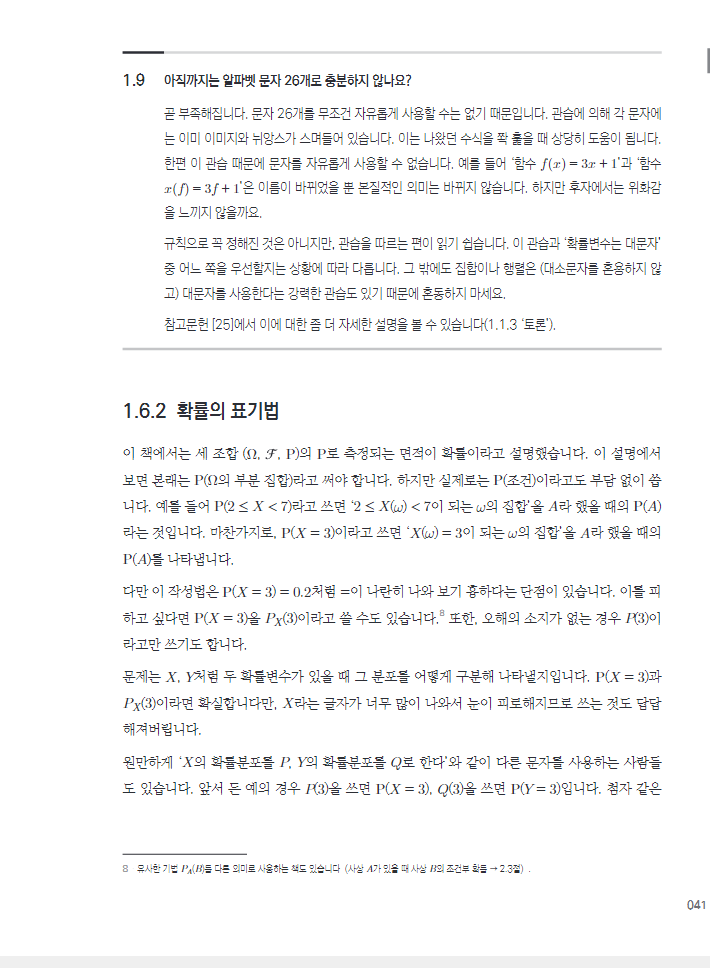 1.9 아직까지는 알파벳 문자 26개로 충분하지 않나요?
곧 부족해집니다. 문자 26개를 무조건 자유롭게 사용할 수는 없기 때문입니다. 관습에 의해 각 문자에
는 이미 이미지와 뉘앙스가 스며들어 있습니다. 이는 나왔던 수식을 쫙 훑을 때 상당히 도움이 됩니다.
한편 이 관습 때문에 문자를 자유롭게 사용할 수 없습니다. 예를 들어 ‘함수 f(x) = 3x + 1’과 ‘함수
x(f) = 3f + 1’은 이름이 바뀌었을 뿐 본질적인 의미는 바뀌지 않습니다. 하지만 후자에서는 위화감
을 느끼지 않을까요.
규칙으로 꼭 정해진 것은 아니지만, 관습을 따르는 편이 읽기 쉽습니다. 이 관습과 ‘확률변수는 대문자’
중 어느 쪽을 우선할지는 상황에 따라 다릅니다. 그 밖에도 집합이나 행렬은 (대소문자를 혼용하지 않
고) 대문자를 사용한다는 강력한 관습도 있기 때문에 혼동하지 마세요.
참고문헌 [25]에서 이에 대한 좀 더 자세한 설명을 볼 수 있습니다(1.1.3 ‘토론’).
1.6.2 확률의 표기법
이 책에서는 세 조합 (Ω, ℱ, P)의 P로 측정되는 면적이 확률이라고 설명했습니다. 이 설명에서
보면 본래는 P(Ω의 부분 집합)라고 써야 합니다. 하지만 실제로는 P(조건)이라고도 부담 없이 씁
니다. 예를 들어 P(2 ≤ X < 7)라고 쓰면 ‘2 ≤ X(ω) < 7이 되는 ω의 집합’을 A라 했을 때의 P(A)
라는 것입니다. 마찬가지로, P(X = 3)이라고 쓰면 ‘X(ω) = 3이 되는 ω의 집합’을 A라 했을 때의
P(A)를 나타냅니다.
다만 이 작성법은 P(X = 3) = 0.2처럼 =이 나란히 나와 보기 흉하다는 단점이 있습니다. 이를 피
하고 싶다면 P(X = 3)을 P_X(3)이라고 쓸 수도 있습니다.⁸ 또한, 오해의 소지가 없는 경우 P(3)이
라고만 쓰기도 합니다.
문제는 X, Y처럼 두 확률변수가 있을 때 그 분포를 어떻게 구분해 나타낼지입니다. P(X = 3)과
P_X(3)이라면 확실합니다만, X라는 글자가 너무 많이 나와서 눈이 피로해지므로 쓰는 것도 답답
해져버립니다.
원만하게 ‘X의 확률분포를 P, Y의 확률분포를 Q로 한다’와 같이 다른 문자를 사용하는 사람들
도 있습니다. 앞서 든 예의 경우 P(3)을 쓰면 P(X = 3), Q(3)을 쓰면 P(Y = 3)입니다. 첨자 같은
8 유사한 기법 P_A(B)를 다른 의미로 사용하는 책도 있습니다 (사상 A가 있을 때 사상 B의 조건부 확률 → 2.3절) .
041